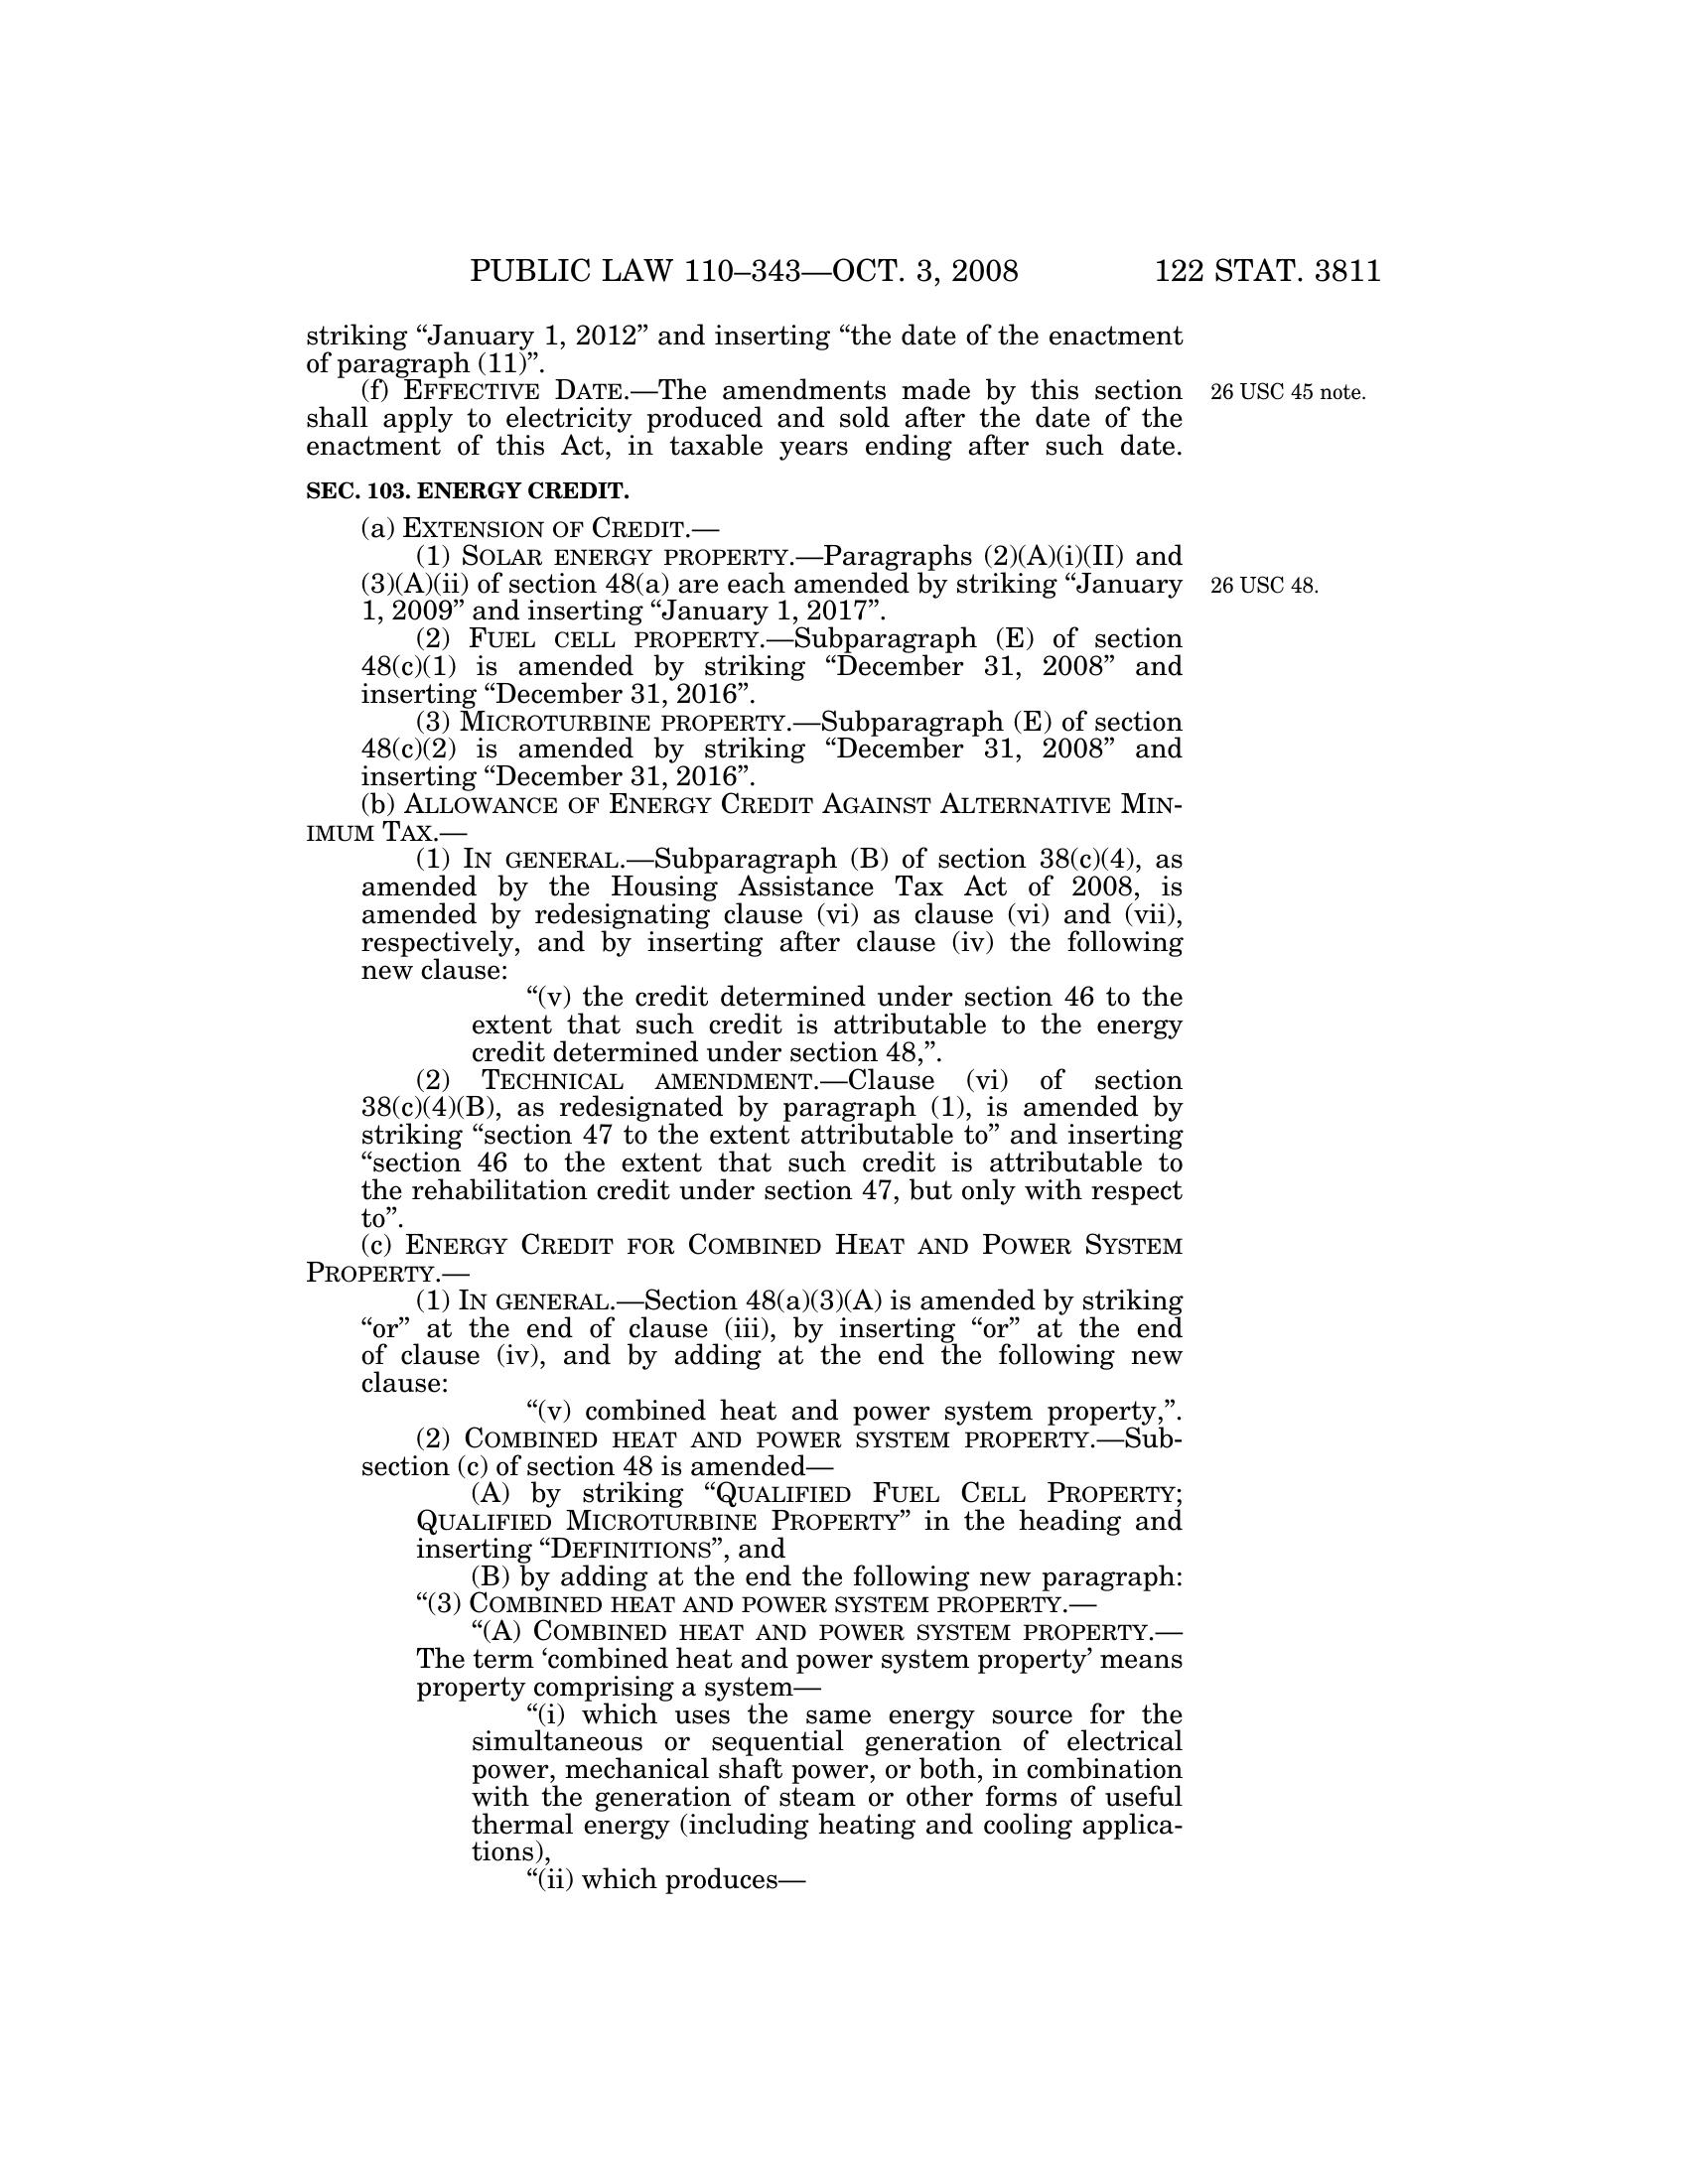 PUBLIC LAW 110–343—OCT. 3, 2008 122 STAT. 3811
striking “January 1, 2012” and inserting “the date of the enactment
of paragraph (11)”.
(f) EFFECTIVE DATE.—The amendments made by this section 26 USC 45 note.
shall apply to electricity produced and sold after the date of the
enactment of this Act, in taxable years ending after such date.
SEC. 103. ENERGY CREDIT.
(a) EXTENSION OF CREDIT.—
(1) SOLAR ENERGY PROPERTY.—Paragraphs (2)(A)(i)(II) and
(3)(A)(ii) of section 48(a) are each amended by striking “January 26 USC 48.
1, 2009” and inserting “January 1, 2017”.
(2) FUEL CELL PROPERTY.—Subparagraph (E) of section
48(c)(1) is amended by striking “December 31, 2008” and
inserting “December 31, 2016”.
(3) MICROTURBINE PROPERTY.—Subparagraph (E) of section
48(c)(2) is amended by striking “December 31, 2008” and
inserting “December 31, 2016”.
(b) ALLOWANCE OF ENERGY CREDIT AGAINST ALTERNATIVE MIN-
IMUM TAX.—
(1) IN GENERAL.—Subparagraph (B) of section 38(c)(4), as
amended by the Housing Assistance Tax Act of 2008, is
amended by redesignating clause (vi) as clause (vi) and (vii),
respectively, and by inserting after clause (iv) the following
new clause:
“(v) the credit determined under section 46 to the
extent that such credit is attributable to the energy
credit determined under section 48,”.
(2) TECHNICAL AMENDMENT.—Clause (vi) of section
38(c)(4)(B), as redesignated by paragraph (1), is amended by
striking “section 47 to the extent attributable to” and inserting
“section 46 to the extent that such credit is attributable to
the rehabilitation credit under section 47, but only with respect
to”.
(c) ENERGY CREDIT FOR COMBINED HEAT AND POWER SYSTEM
PROPERTY.—
(1) IN GENERAL.—Section 48(a)(3)(A) is amended by striking
“or” at the end of clause (iii), by inserting “or” at the end
of clause (iv), and by adding at the end the following new
clause:
“(v) combined heat and power system property,”.
(2) COMBINED HEAT AND POWER SYSTEM PROPERTY.—Sub-
section (c) of section 48 is amended—
(A) by striking “QUALIFIED FUEL CELL PROPERTY;
QUALIFIED MICROTURBINE PROPERTY” in the heading and
inserting “DEFINITIONS”, and
(B) by adding at the end the following new paragraph:
“(3) COMBINED HEAT AND POWER SYSTEM PROPERTY.—
“(A) COMBINED HEAT AND POWER SYSTEM PROPERTY.—
The term ‘combined heat and power system property’ means
property comprising a system—
“(i) which uses the same energy source for the
simultaneous or sequential generation of electrical
power, mechanical shaft power, or both, in combination
with the generation of steam or other forms of useful
thermal energy (including heating and cooling applica-
tions),
“(ii) which produces—